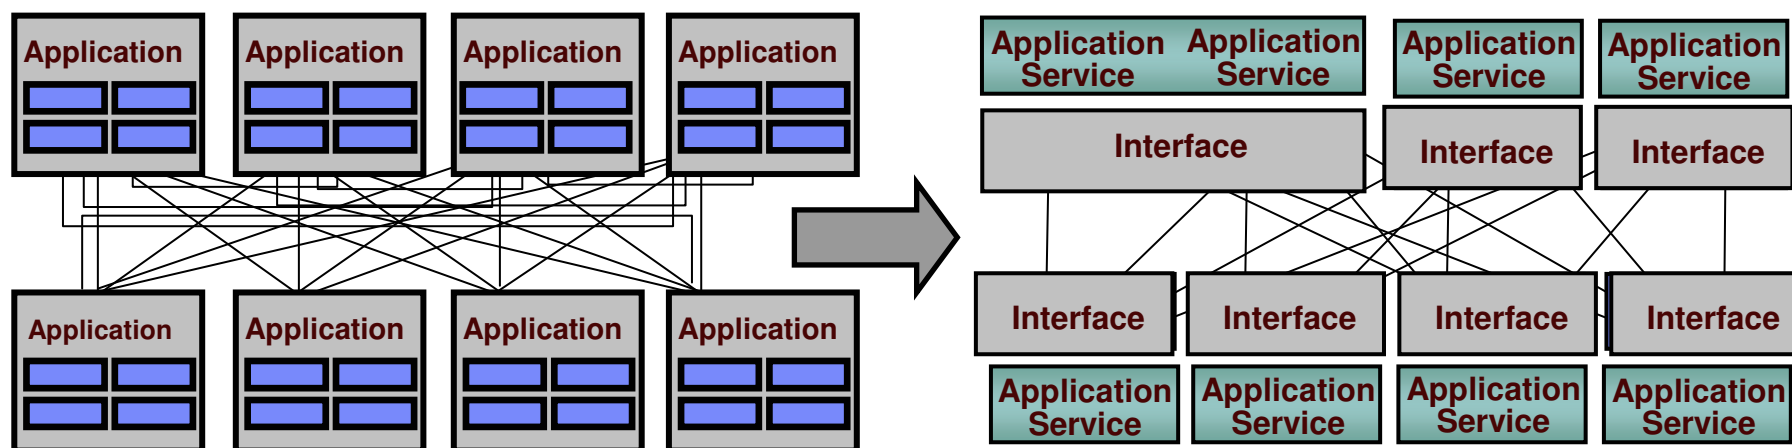 Application
Application
Application
Application
Application
Application
Application
Application
Application
Service
Application
Service
Application
Service
Application
Service
Interface
Interface
Interface
Interface
Interface
Interface
Interface
Application
Service
Application
Service
Application
Service
Application
Service